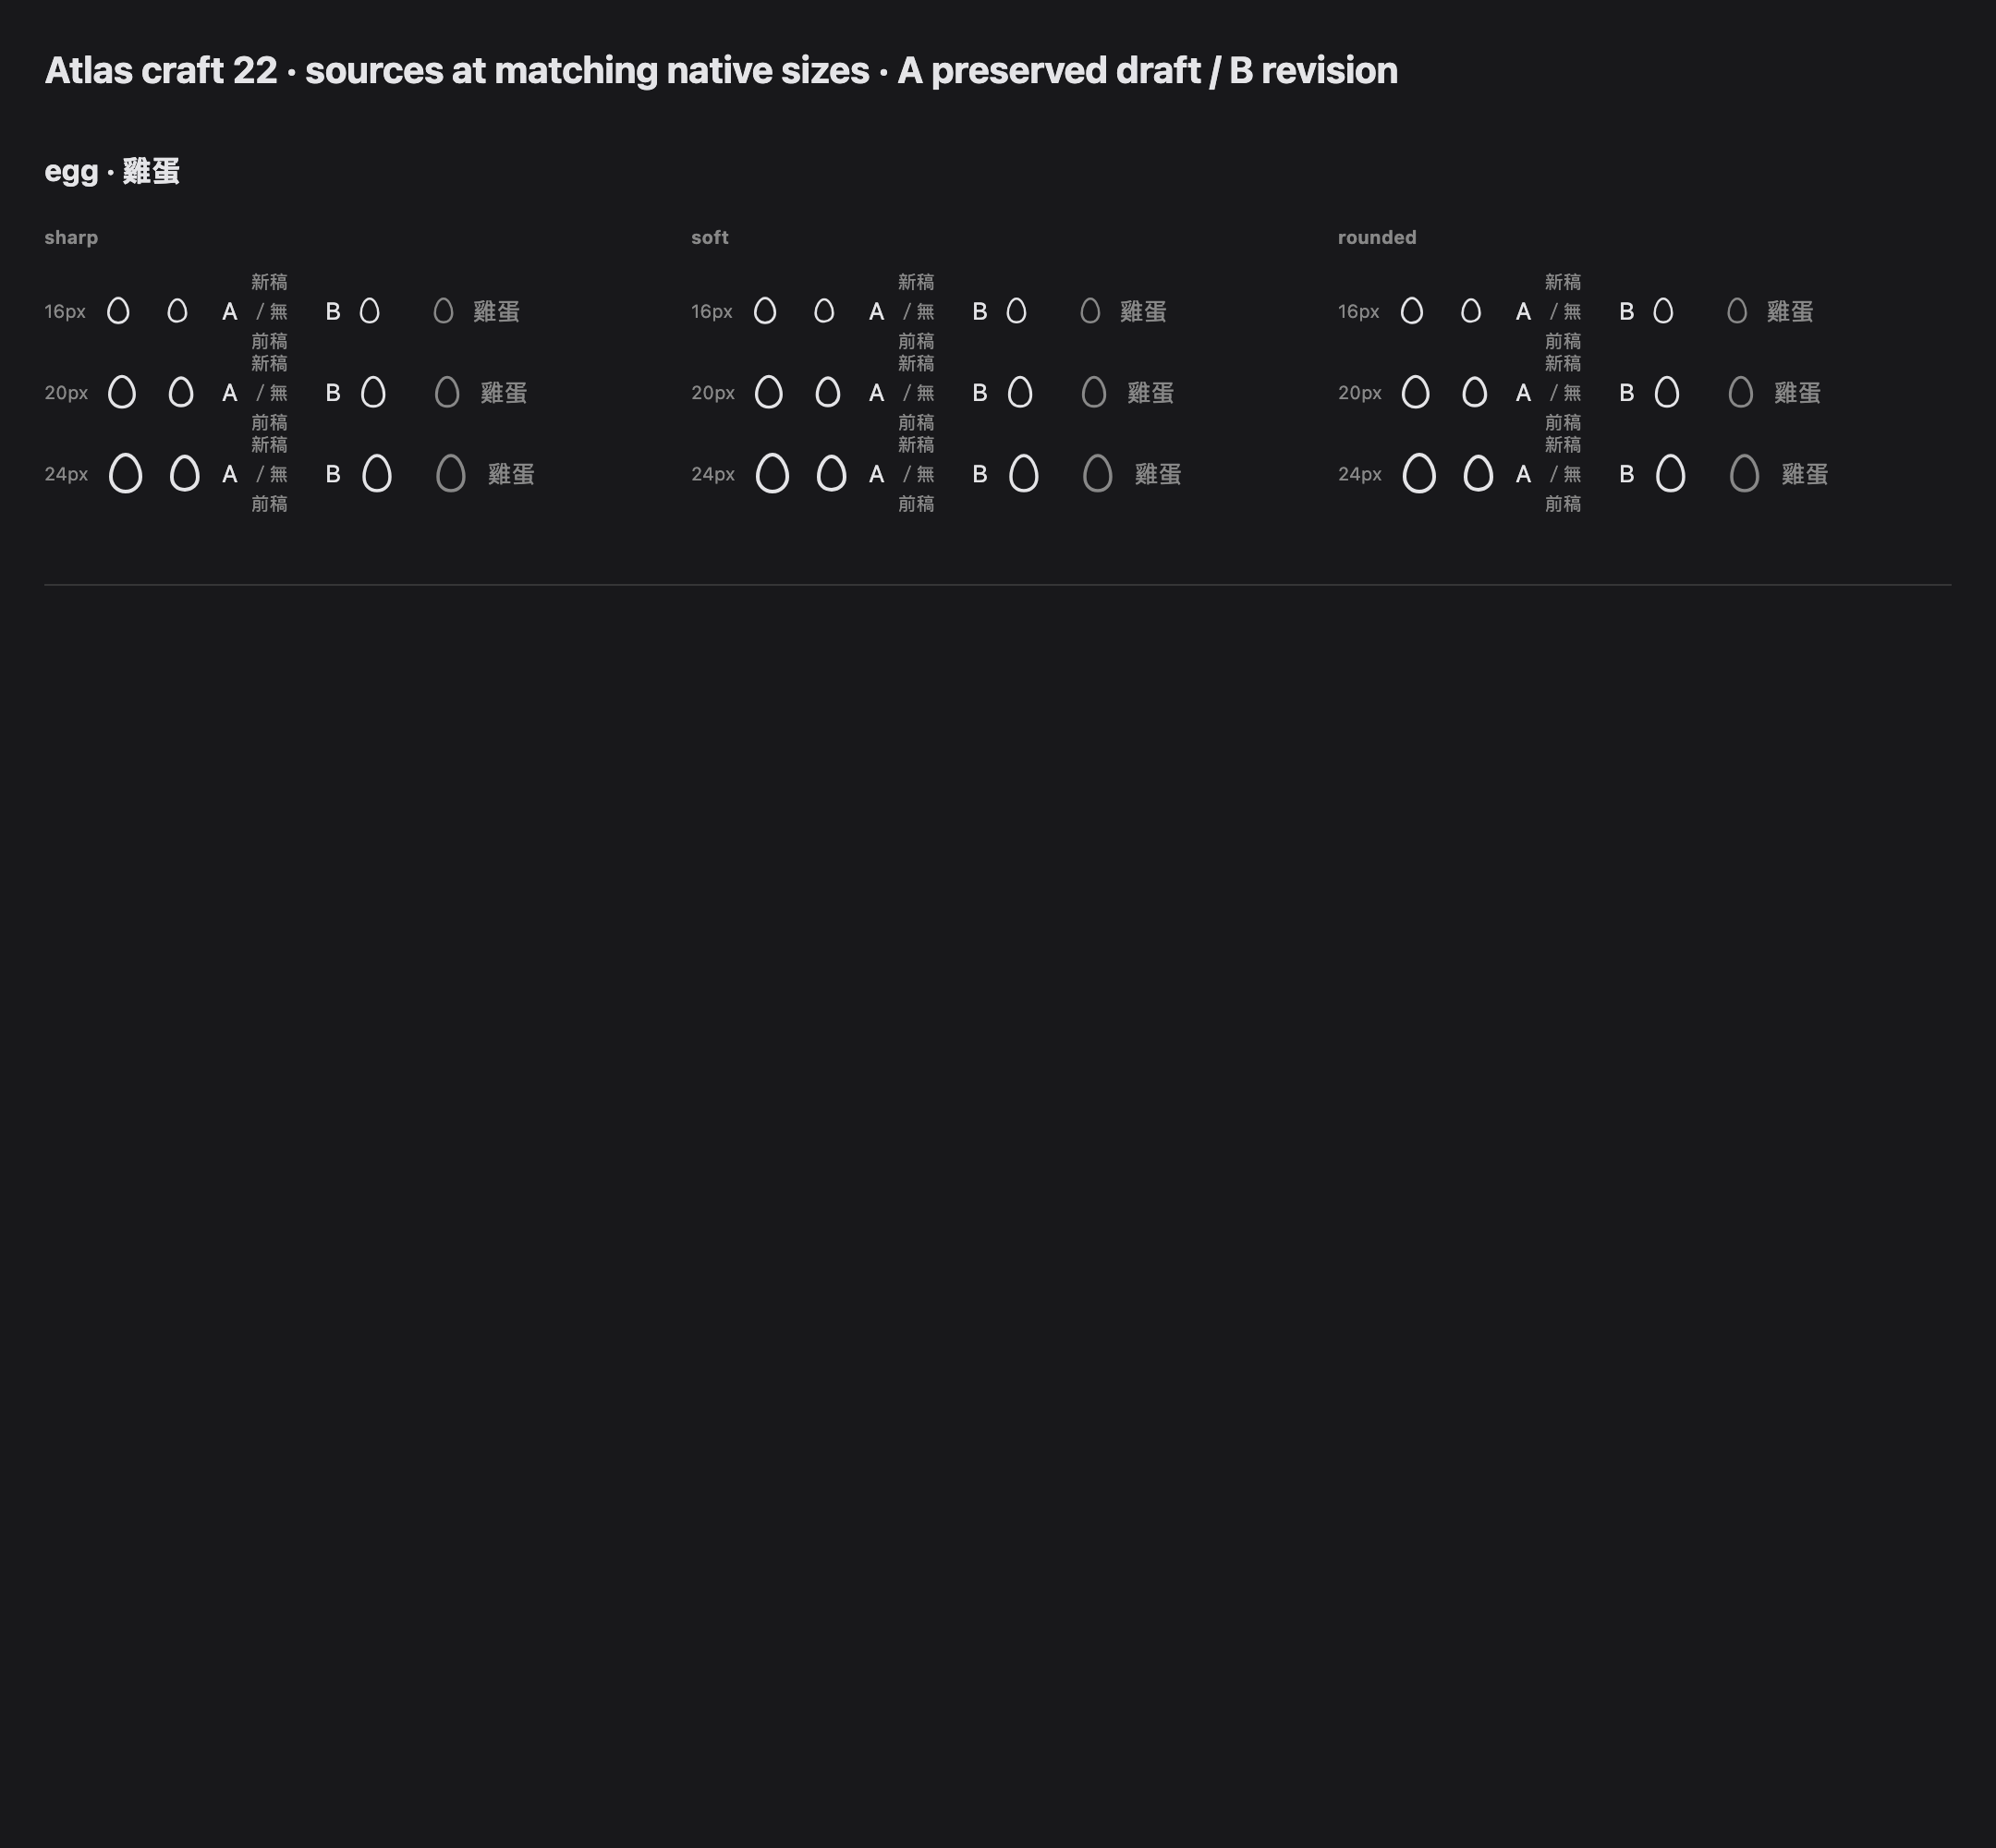 Atlas craft 22 · sources at matching native sizes · A preserved draft / B revision
egg · 雞蛋
sharp
16px A 新稿 / 無前稿 B 雞蛋
20px A 新稿 / 無前稿 B 雞蛋
24px A 新稿 / 無前稿 B 雞蛋
soft
16px A 新稿 / 無前稿 B 雞蛋
20px A 新稿 / 無前稿 B 雞蛋
24px A 新稿 / 無前稿 B 雞蛋
rounded
16px A 新稿 / 無前稿 B 雞蛋
20px A 新稿 / 無前稿 B 雞蛋
24px A 新稿 / 無前稿 B 雞蛋